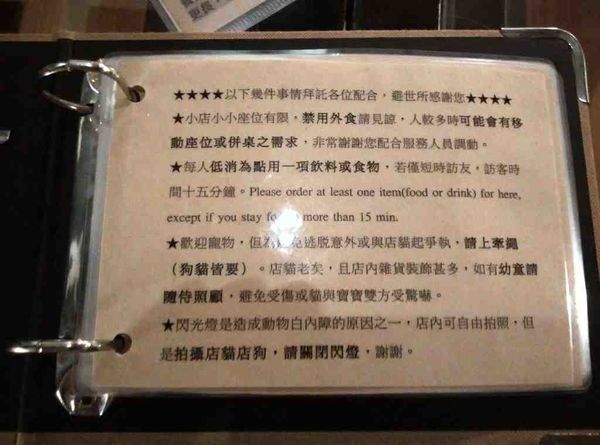 ★★★★以下幾件事情拜託各位配合，避世所感謝您★★★★
★小店小小座位有限，禁用外食請見諒，人較多時可能會有移
動座位或併桌之需求，非常謝謝您配合服務人員調動。
★每人低消為點用一項飲料或食物，若僅短時訪友，訪客時
間十五分鐘。Please order at least one item(food or drink) for here,
except if you stay for no more than 15 min.
★歡迎寵物，但為避免逃脱意外或與店貓起爭執，請上牽繩
（狗貓皆要）。店貓老矣，且店內雜貨裝飾甚多，如有幼童請
隨侍照顧，避免受傷或貓與寶寶雙方受驚嚇。
★閃光燈是造成動物白內障的原因之一，店內可自由拍照，但
是拍攝店貓店狗，請關閉閃燈，謝謝。